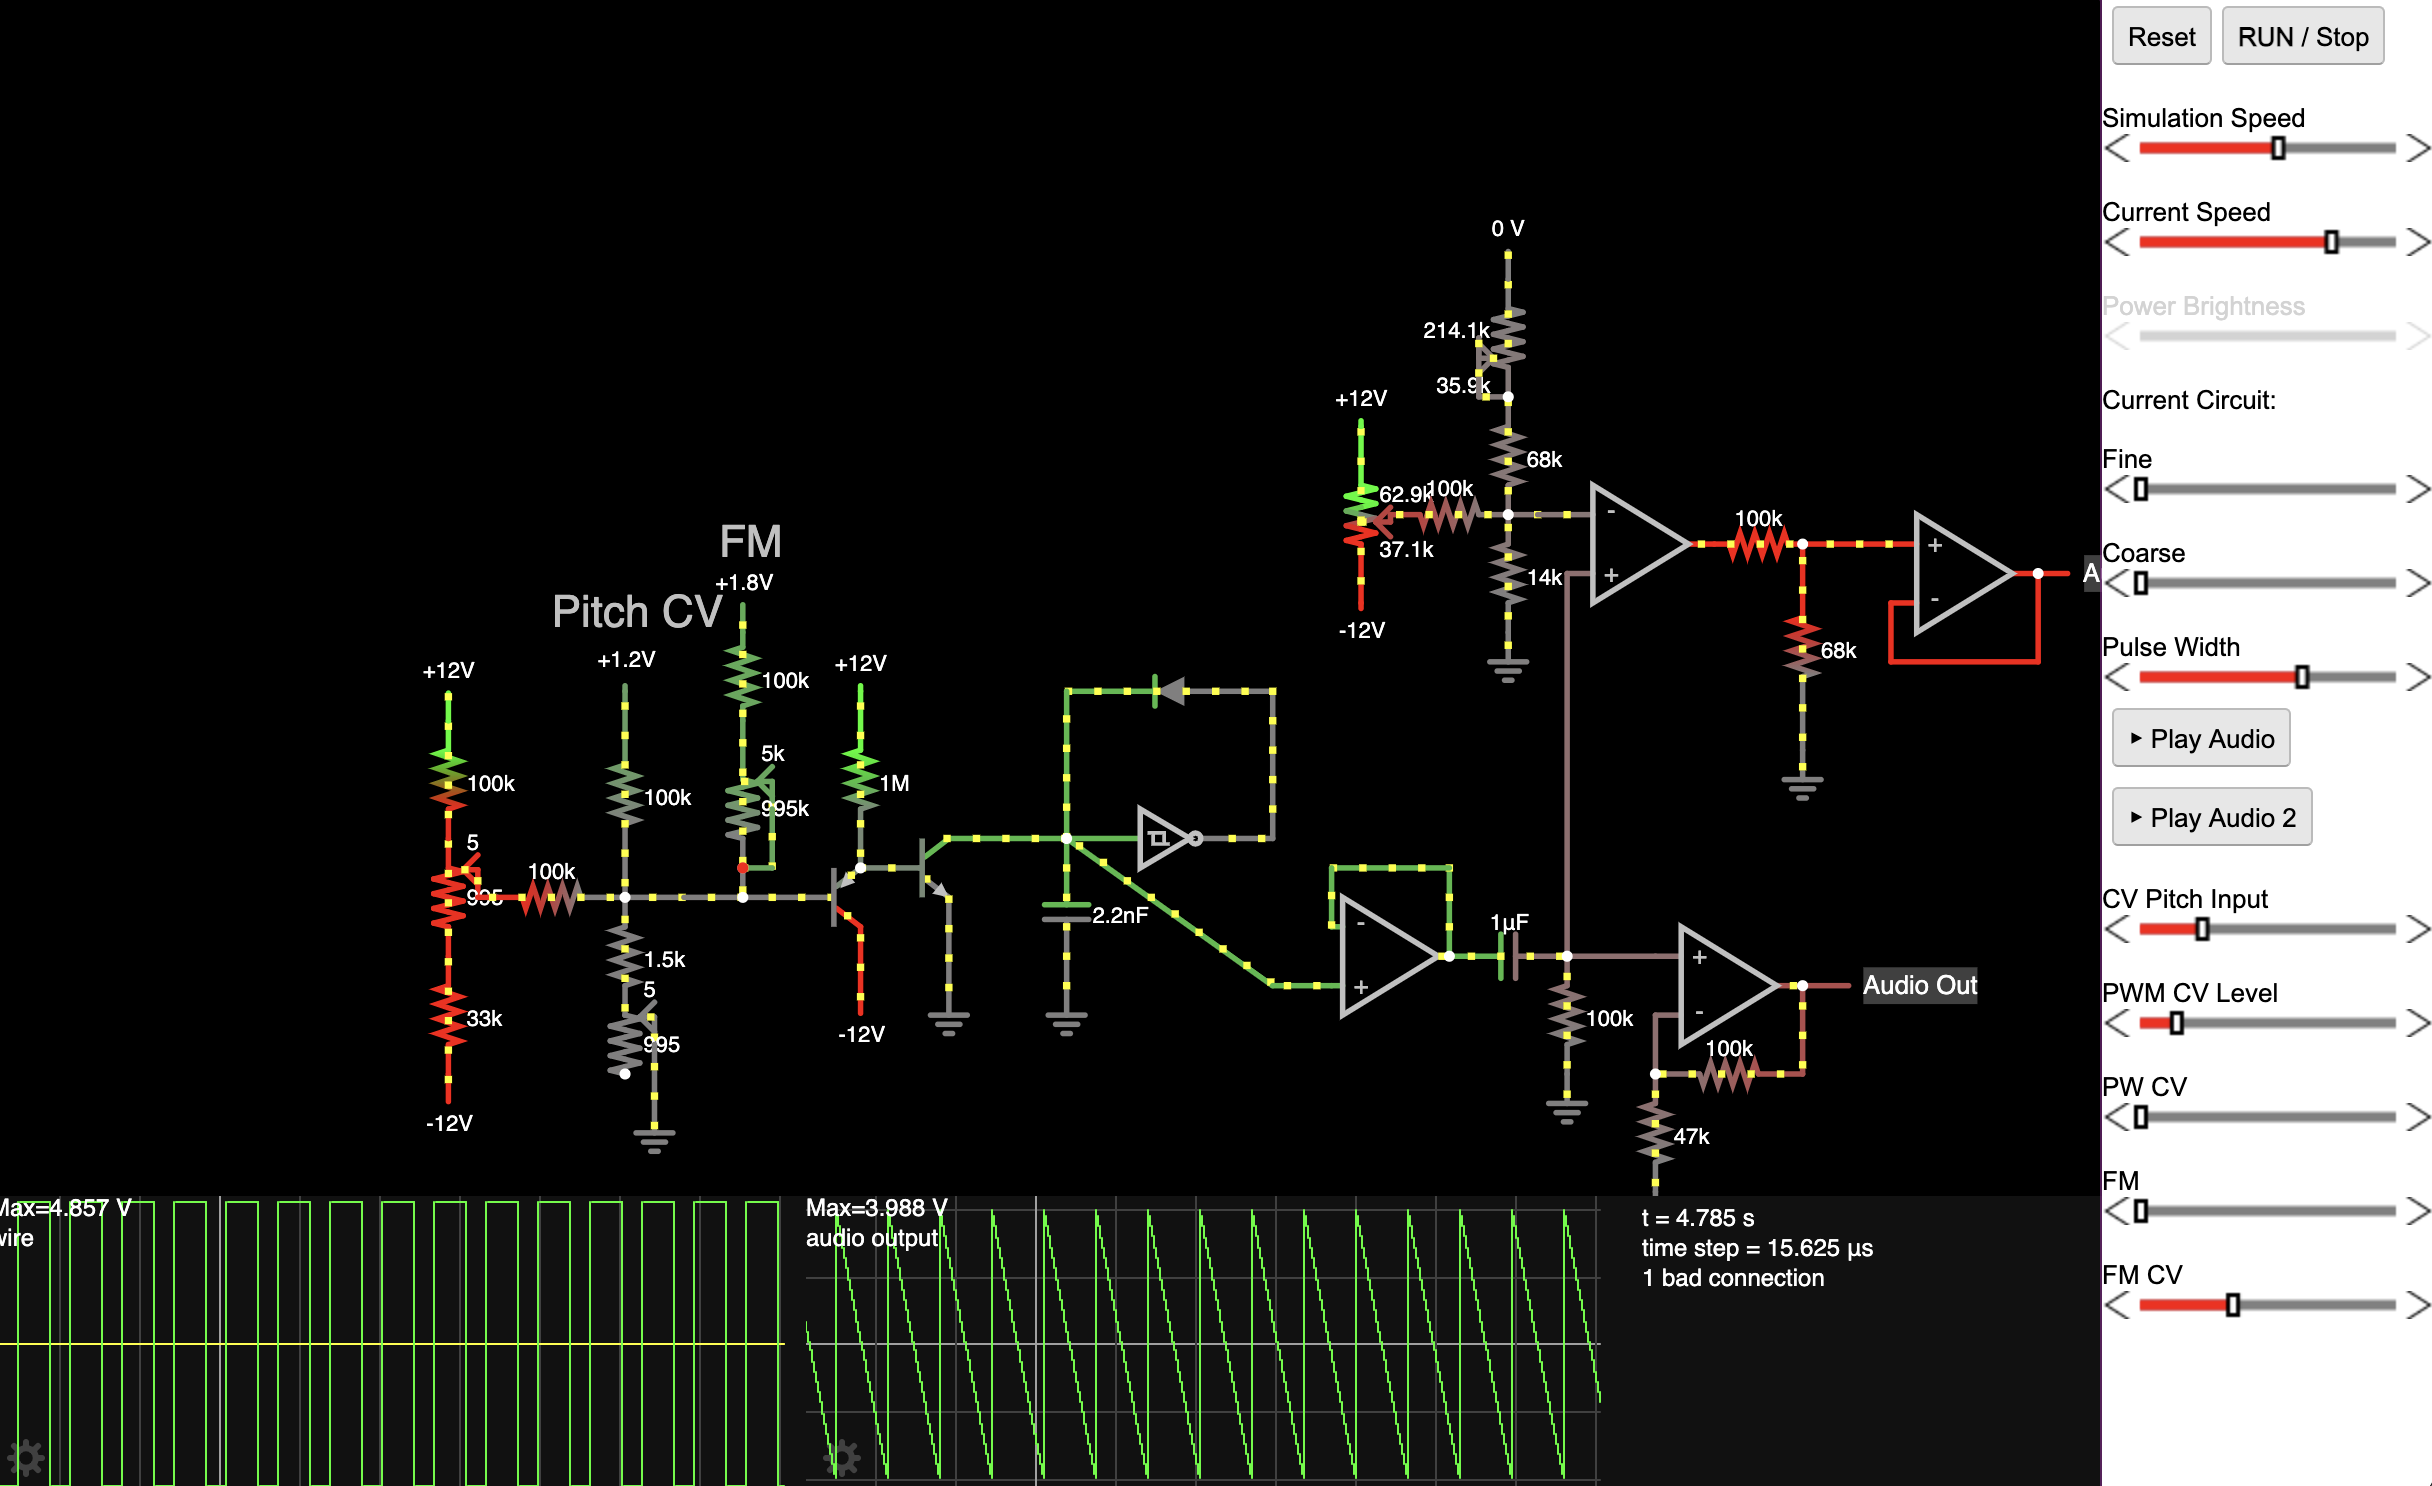 Reset
RUN / Stop
Simulation Speed
Current Speed
Power Brightness
Current Circuit:
Fine
Coarse
Pulse Width
Play Audio
Play Audio 2
CV Pitch Input
PWM CV Level
PW CV
FM
FM CV
0 V
214.1k
35.9k
+12V
68k
62.9k
100k
37.1k
14k
-12V
-
+
100k
+
-
A
68k
FM
+1.8V
Pitch CV
+1.2V
+12V
+12V
100k
100k
100k
5k
995k
1M
5
100k
995
1.5k
5
995
33k
-12V
-12V
2.2nF
-
+
1µF
100k
+
-
Audio Out
100k
47k
Max=4.857 V
wire
Max=3.988 V
audio output
t = 4.785 s
time step = 15.625 µs
1 bad connection